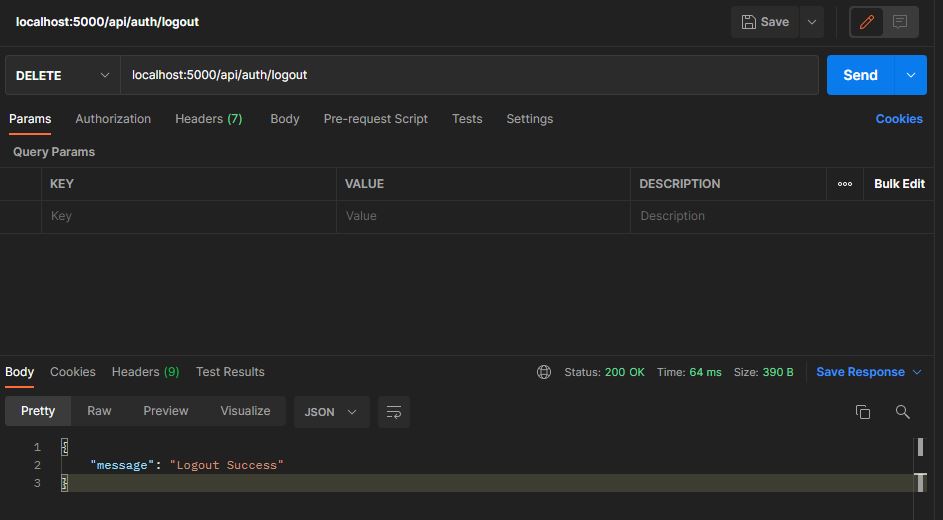 localhost:5000/api/auth/logout Save
DELETE localhost:5000/api/auth/logout Send
Params Authorization Headers (7) Body Pre-request Script Tests Settings Cookies
Query Params
KEY VALUE DESCRIPTION ooo Bulk Edit
Key Value Description
Body Cookies Headers (9) Test Results Status: 200 OK Time: 64 ms Size: 390 B Save Response
Pretty Raw Preview Visualize JSON
1 {
2 "message": "Logout Success"
3 }